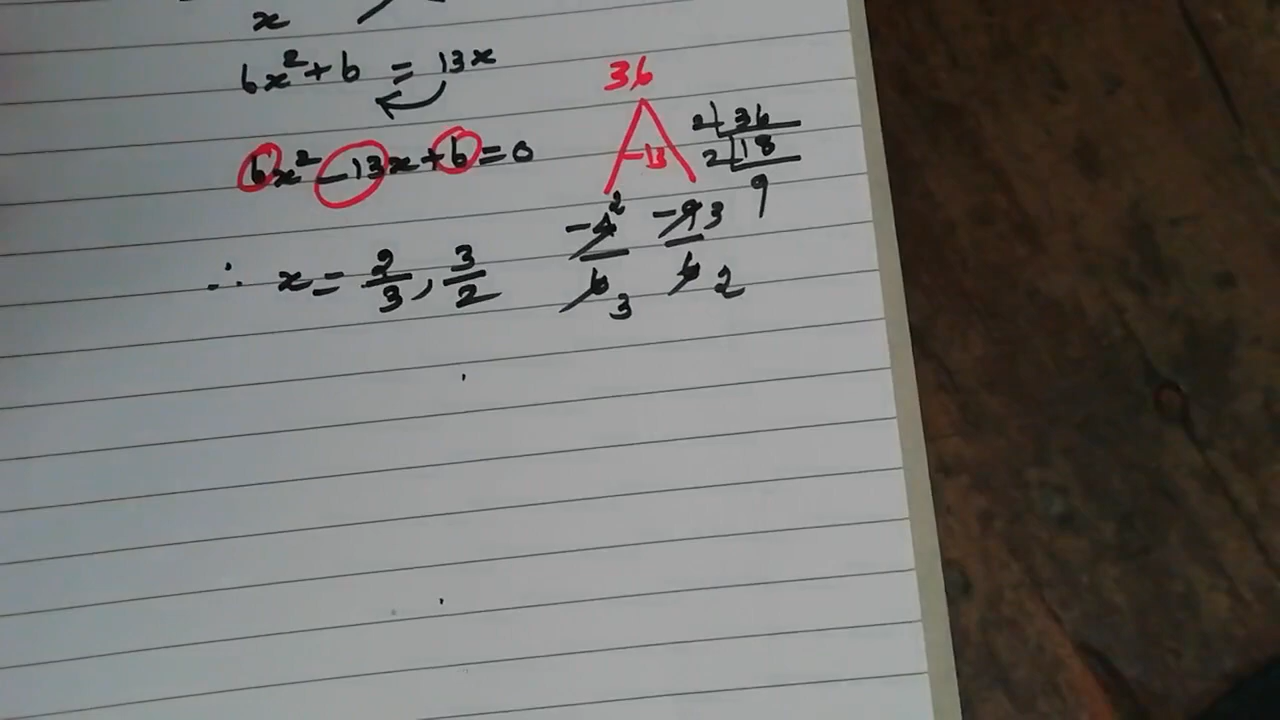 x
6x² + 6 = 13x
6x² - 13x + 6 = 0
∴ x = 2/3, 3/2
36
-13
-4 2 / 6 3
-9 3 / 6 2
2 | 36
2 | 18
9